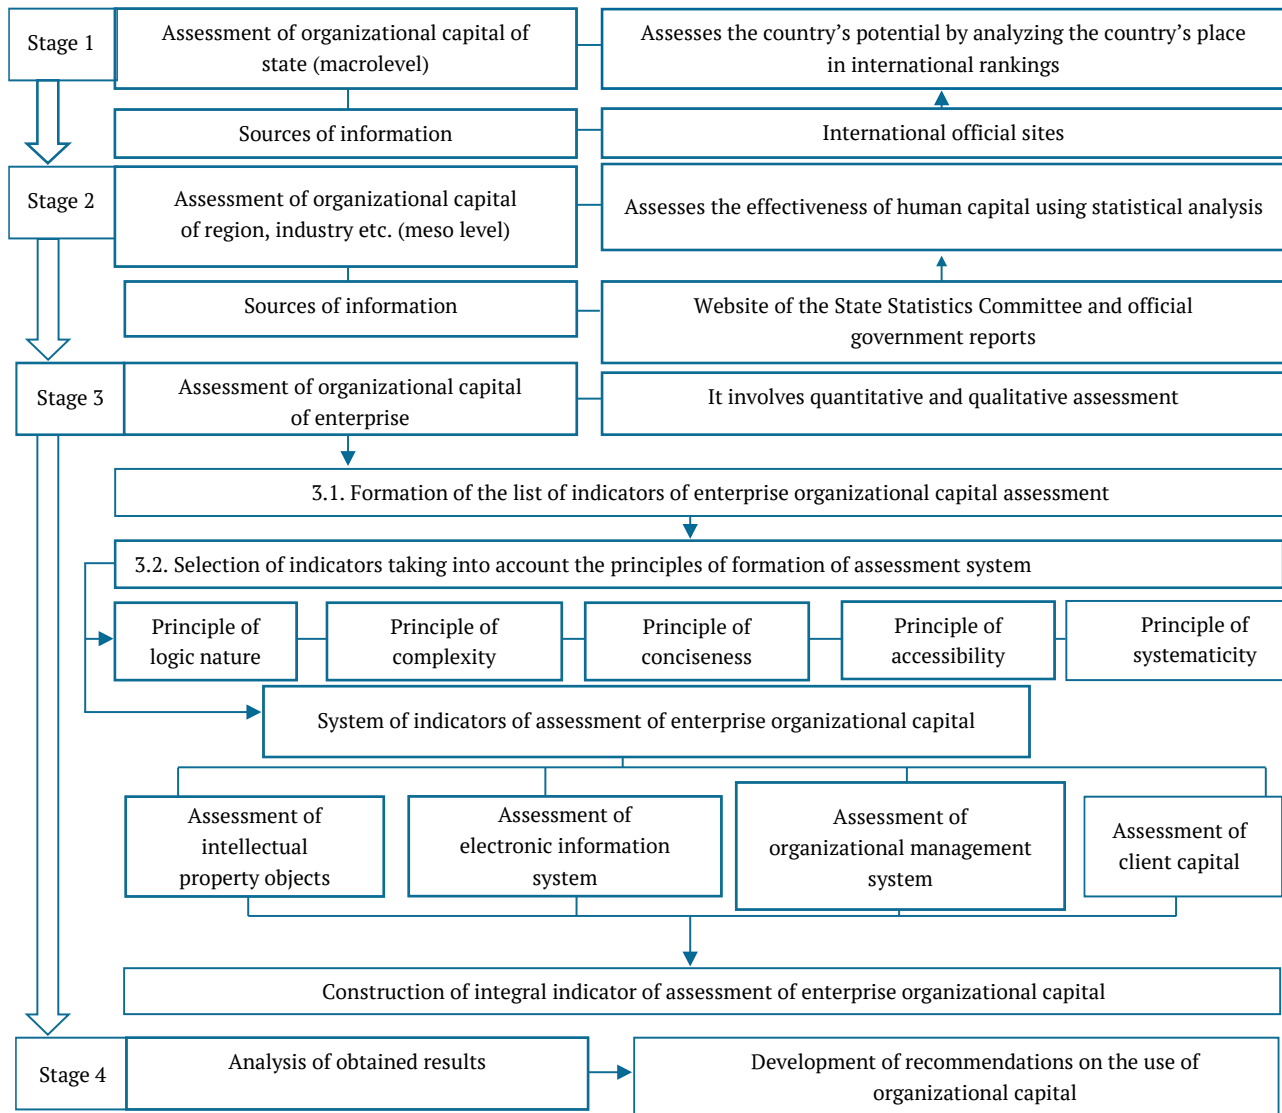 Stage 1
Assessment of organizational capital of
state (macrolevel)
Assesses the country’s potential by analyzing the country’s place
in international rankings
Sources of information
International official sites
Stage 2
Assessment of organizational capital
of region, industry etc. (meso level)
Assesses the effectiveness of human capital using statistical analysis
Sources of information
Website of the State Statistics Committee and official
government reports
Stage 3
Assessment of organizational capital
of enterprise
It involves quantitative and qualitative assessment
3.1. Formation of the list of indicators of enterprise organizational capital assessment
3.2. Selection of indicators taking into account the principles of formation of assessment system
Principle of
logic nature
Principle of
complexity
Principle of
conciseness
Principle of
accessibility
Principle of
systematicity
System of indicators of assessment of enterprise organizational capital
Assessment of
intellectual
property objects
Assessment of
electronic information
system
Assessment of
organizational management
system
Assessment of
client capital
Construction of integral indicator of assessment of enterprise organizational capital
Stage 4
Analysis of obtained results
Development of recommendations on the use of
organizational capital